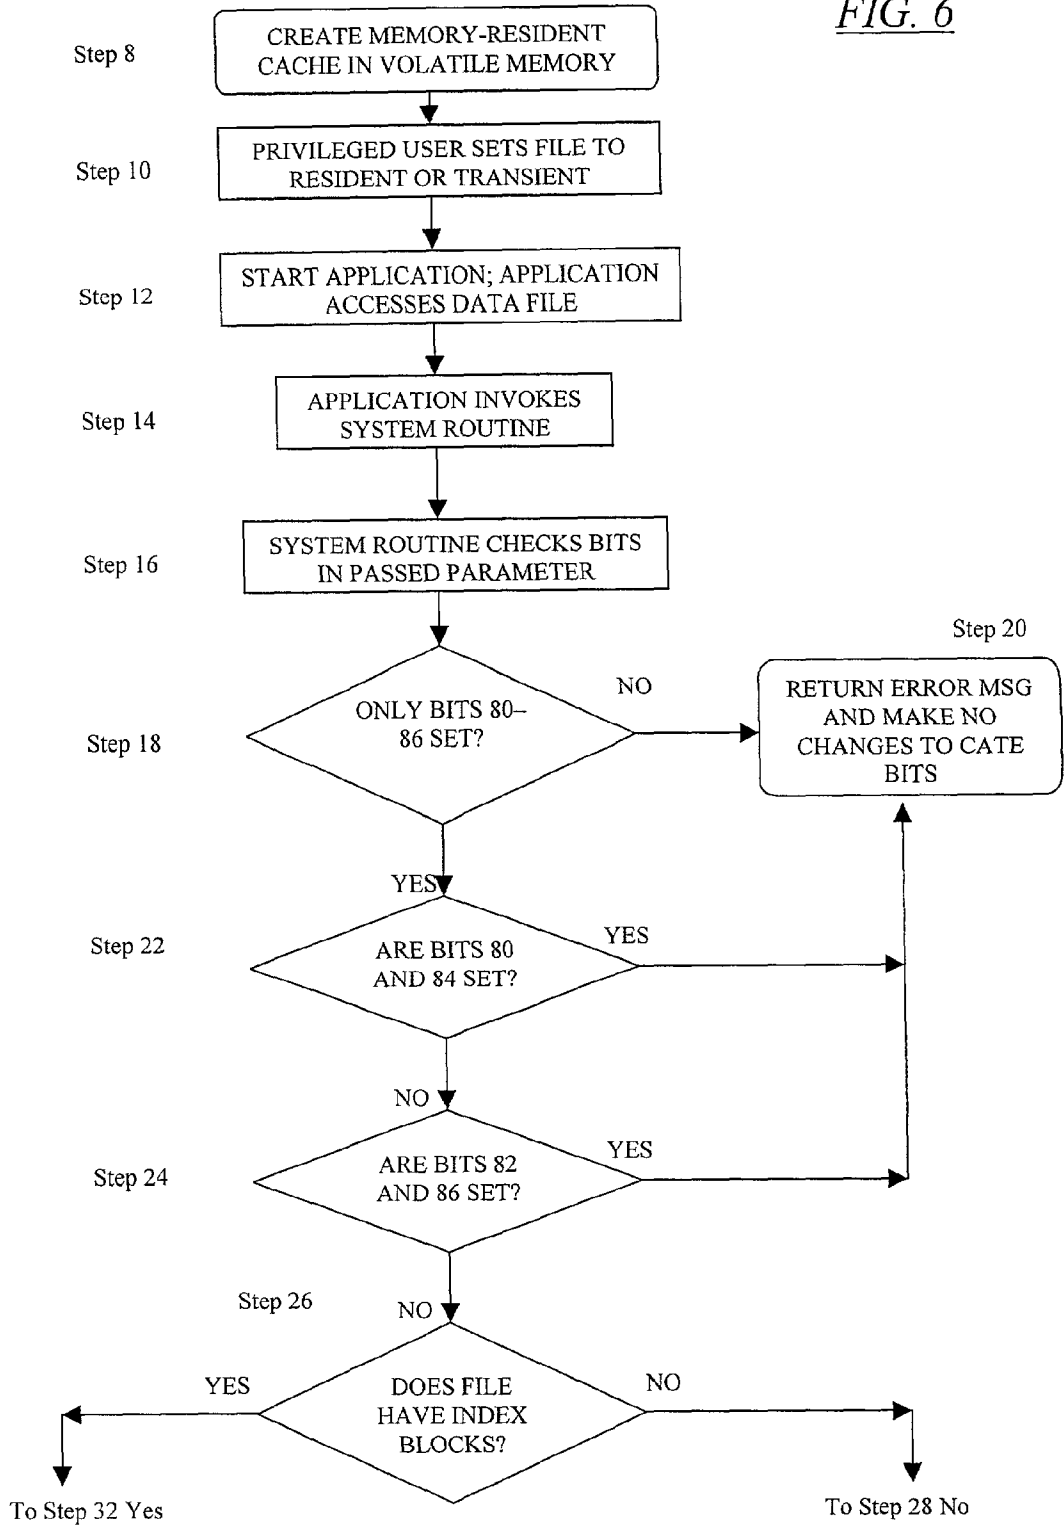 FIG. 6
Step 8
CREATE MEMORY-RESIDENT
CACHE IN VOLATILE MEMORY
Step 10
PRIVILEGED USER SETS FILE TO
RESIDENT OR TRANSIENT
Step 12
START APPLICATION; APPLICATION
ACCESSES DATA FILE
Step 14
APPLICATION INVOKES
SYSTEM ROUTINE
Step 16
SYSTEM ROUTINE CHECKS BITS
IN PASSED PARAMETER
Step 18
ONLY BITS 80–
86 SET?
NO
Step 20
RETURN ERROR MSG
AND MAKE NO
CHANGES TO CATE
BITS
YES
Step 22
ARE BITS 80
AND 84 SET?
YES
NO
Step 24
ARE BITS 82
AND 86 SET?
YES
NO
Step 26
DOES FILE
HAVE INDEX
BLOCKS?
YES
NO
To Step 32 Yes
To Step 28 No